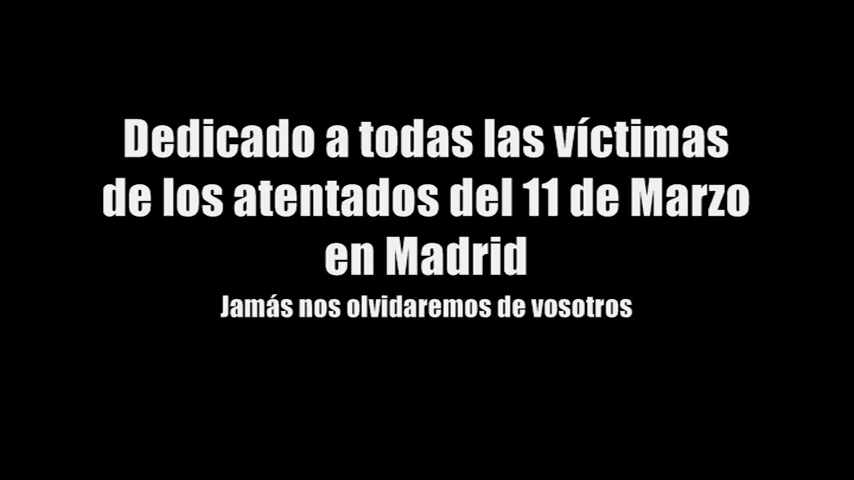 Dedicado a todas las víctimas
de los atentados del 11 de Marzo
en Madrid
Jamás nos olvidaremos de vosotros